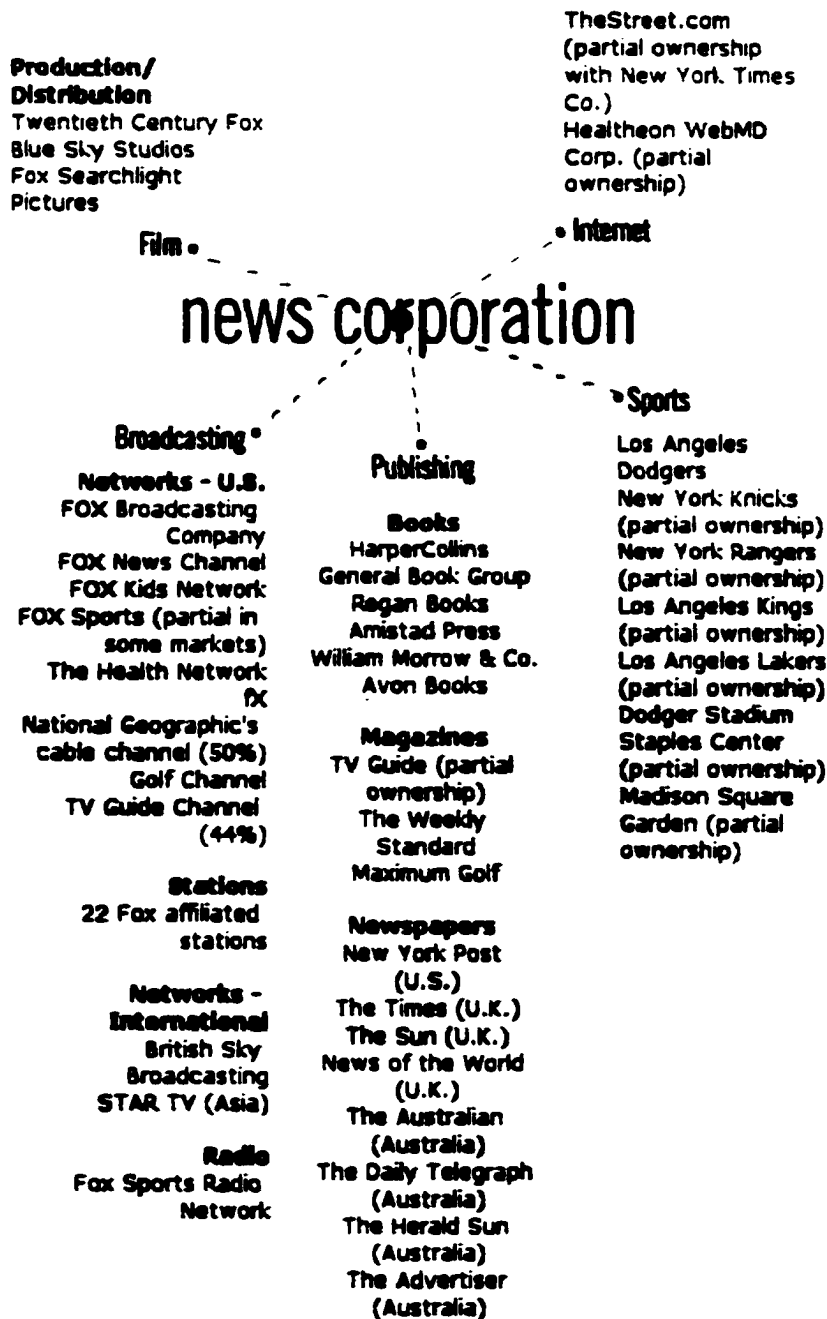 Production/
Distribution
Twentieth Century Fox
Blue Sky Studios
Fox Searchlight
Pictures
Film
TheStreet.com
(partial ownership
with New York Times
Co.)
Healtheon WebMD
Corp. (partial
ownership)
Internet
news corporation
Broadcasting
Networks - U.S.
FOX Broadcasting
Company
FOX News Channel
FOX Kids Network
FOX Sports (partial in
some markets)
The Health Network
fX
National Geographic's
cable channel (50%)
Golf Channel
TV Guide Channel
(44%)
Stations
22 Fox affiliated
stations
Networks -
International
British Sky
Broadcasting
STAR TV (Asia)
Radio
Fox Sports Radio
Network
Publishing
Books
HarperCollins
General Book Group
Regan Books
Amistad Press
William Morrow & Co.
Avon Books
Magazines
TV Guide (partial
ownership)
The Weekly
Standard
Maximum Golf
Newspapers
New York Post
(U.S.)
The Times (U.K.)
The Sun (U.K.)
News of the World
(U.K.)
The Australian
(Australia)
The Daily Telegraph
(Australia)
The Herald Sun
(Australia)
The Advertiser
(Australia)
Sports
Los Angeles
Dodgers
New York Knicks
(partial ownership)
New York Rangers
(partial ownership)
Los Angeles Kings
(partial ownership)
Los Angeles Lakers
(partial ownership)
Dodger Stadium
Staples Center
(partial ownership)
Madison Square
Garden (partial
ownership)